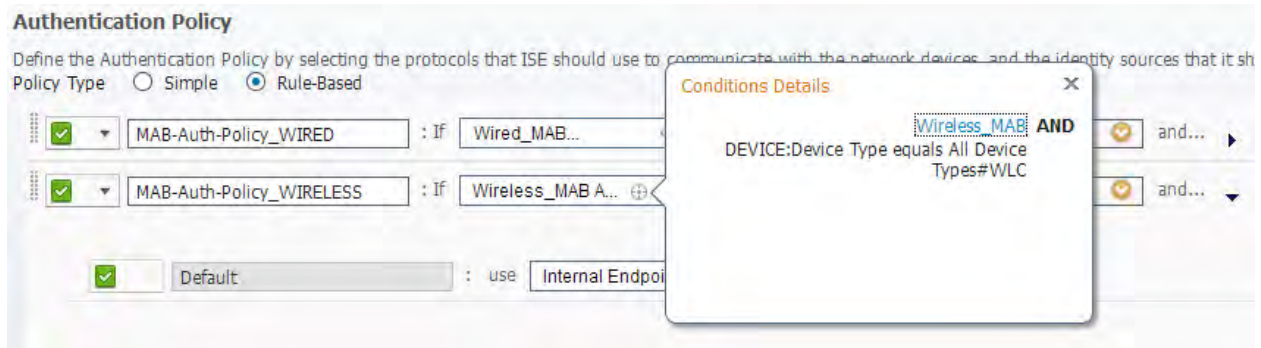 Authentication Policy
Define the Authentication Policy by selecting the protocols that ISE should use to communicate with the network devices, and the identity sources that it sh
Policy Type Simple Rule-Based
MAB-Auth-Policy_WIRED : If Wired_MAB... and...
MAB-Auth-Policy_WIRELESS : If Wireless_MAB A... and...
Default : use Internal Endpoi
Conditions Details
Wireless_MAB AND
DEVICE:Device Type equals All Device
Types#WLC